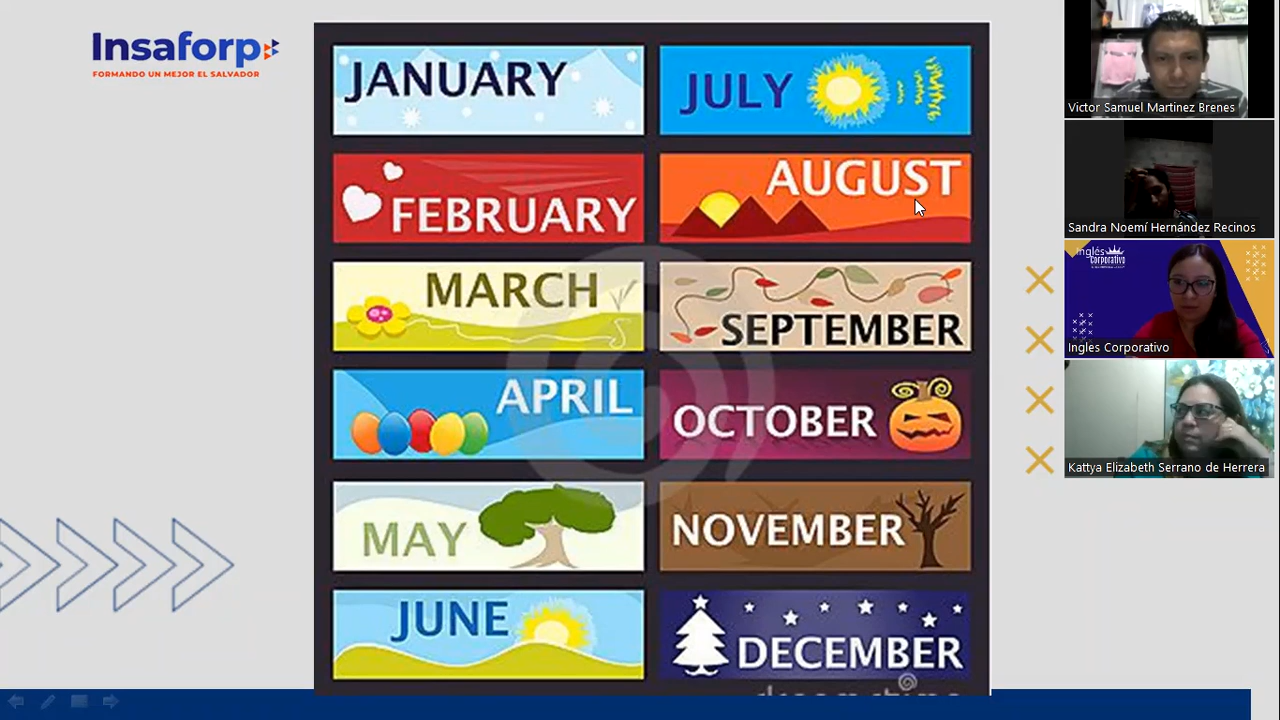 Insaforp
FORMANDO UN MEJOR EL SALVADOR
JANUARY
FEBRUARY
MARCH
APRIL
MAY
JUNE
JULY
AUGUST
SEPTEMBER
OCTOBER
NOVEMBER
DECEMBER
Victor Samuel Martinez Brenes
Sandra Noemí Hernández Recinos
Inglés
Corporativo
Ingles Corporativo
Kattya Elizabeth Serrano de Herrera